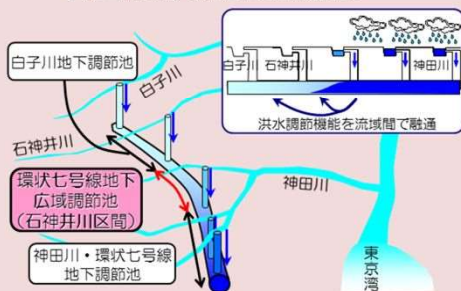 白子川地下調節池
白子川
石神井川
環状七号線地下
広域調節池
(石神井川区間)
神田川・環状七号線
地下調節池
神田川
東京湾
白子川
石神井川
神田川
洪水調節機能を流域間で融通